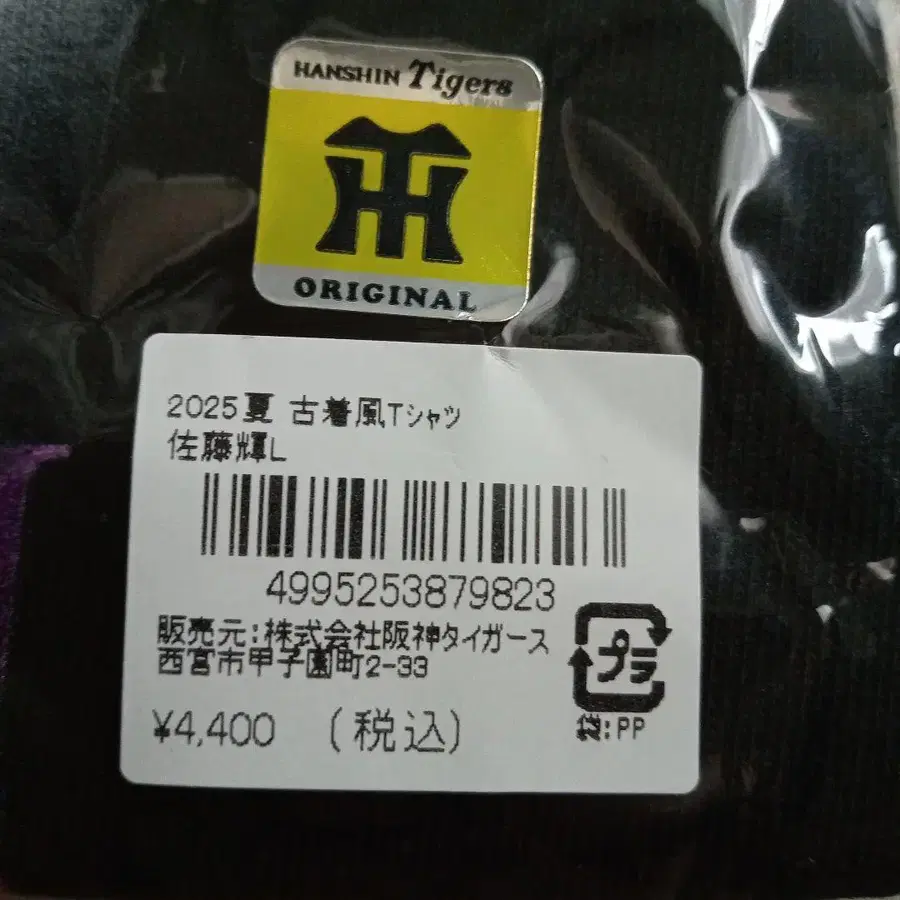 HANSHIN Tigers
ORIGINAL
2025夏 古着風Tシャツ
佐藤輝L
4995253879823
販売元:株式会社阪神タイガース
西宮市甲子園町2-33
プラ
袋:PP
¥4,400 (税込)